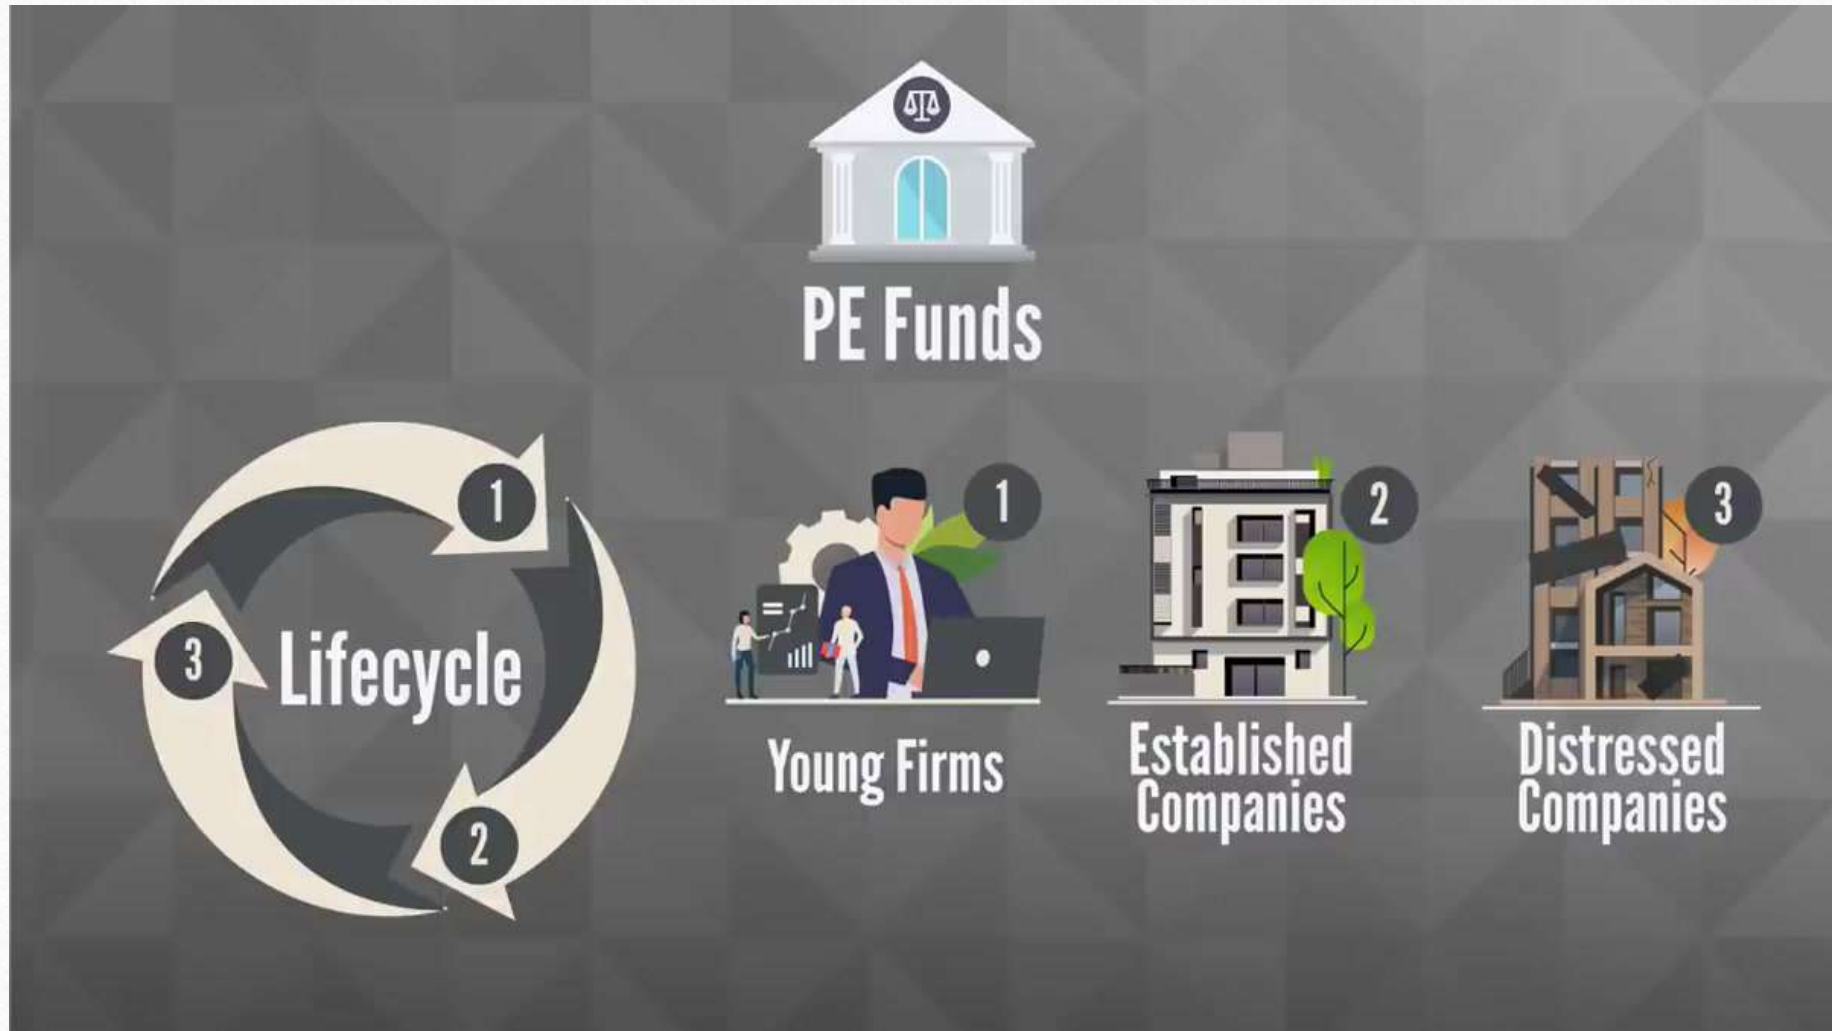 PE Funds
1
3
Lifecycle
2
1
Young Firms
2
Established
Companies
3
Distressed
Companies